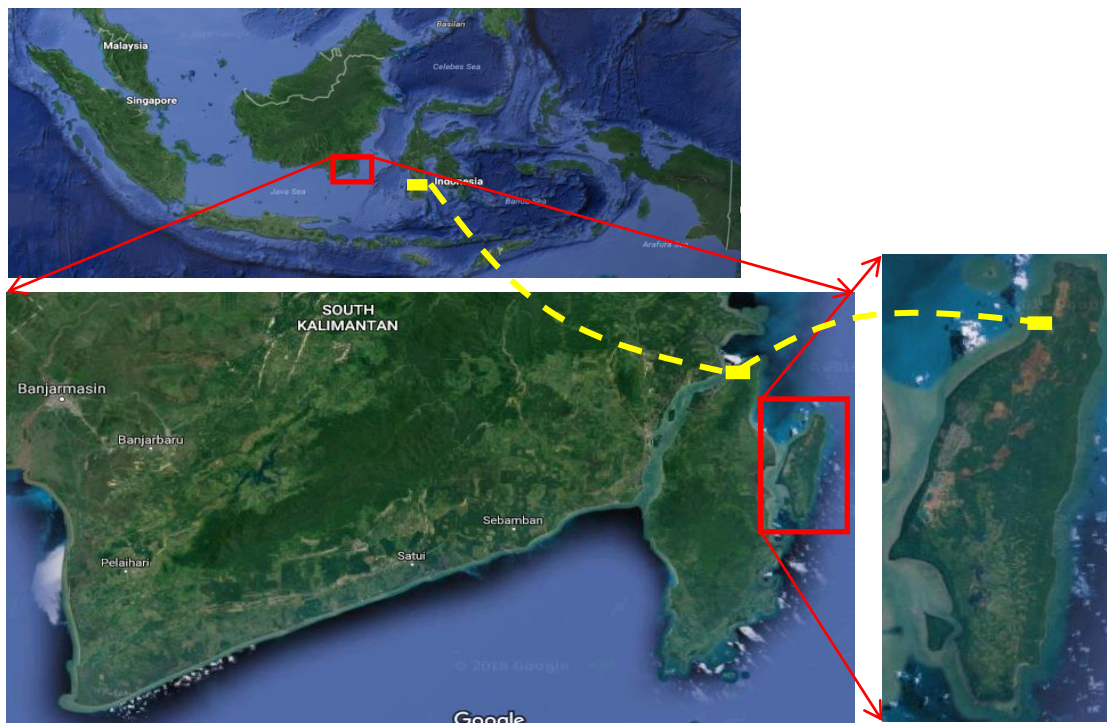 Basilan
Malaysia
Celebes Sea
Singapore
Indonesia
Java Sea
Banda Sea
Arafura Sea
SOUTH
KALIMANTAN
Banjarmasin
Banjarbaru
Sebamban
Satui
Pelaihari
© 2016 Google
Google